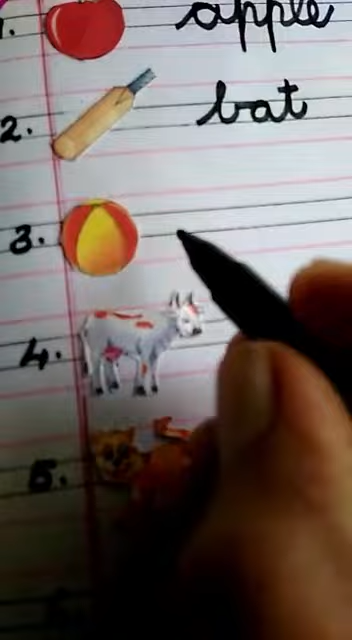 1. apple
2. bat
3.
4.
5.